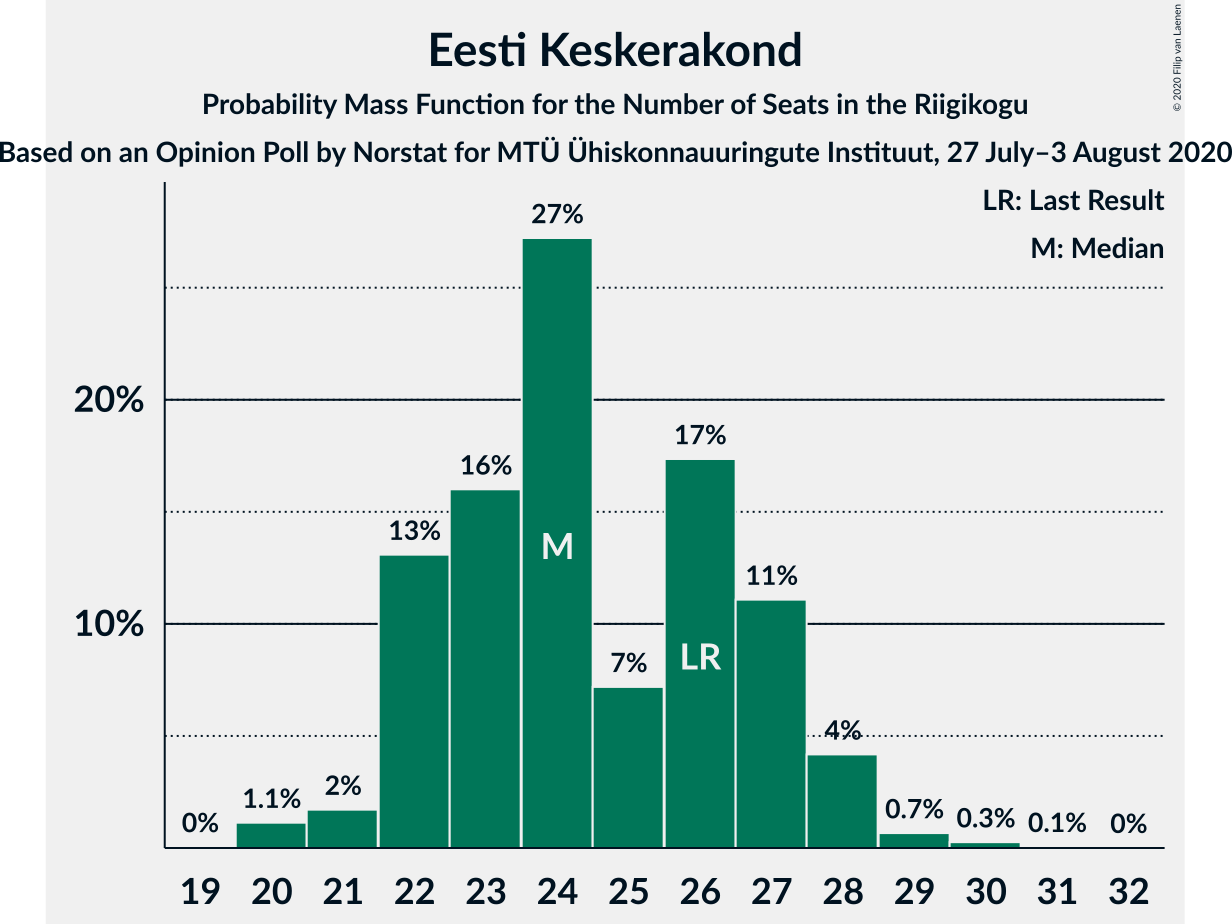 Eesti Keskerakond
Probability Mass Function for the Number of Seats in the Riigikogu
Based on an Opinion Poll by Norstat for MTÜ Ühiskonnauuringute Instituut, 27 July–3 August 2020
© 2020 Filip van Laenen
LR: Last Result
M: Median
27%
20%
17%
16%
13%
M
11%
10%
LR
7%
4%
2%
1.1%
0%
0.7%
0.3%
0.1%
0%
19 20 21 22 23 24 25 26 27 28 29 30 31 32